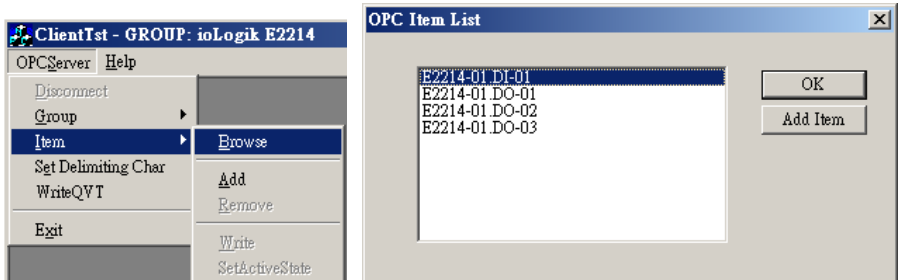 ClientTst - GROUP: ioLogik E2214
OPCServer Help
Disconnect
Group
Item
Set Delimiting Char
WriteQVT
Exit
Browse
Add
Remove
Write
SetActiveState
OPC Item List
E2214-01.DI-01
E2214-01.DO-01
E2214-01.DO-02
E2214-01.DO-03
OK
Add Item